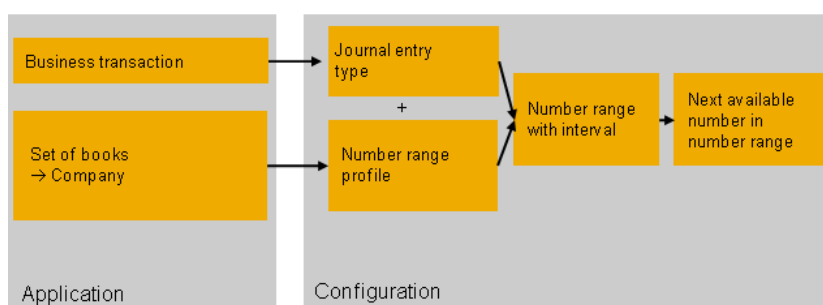 Business transaction
Journal entry
type
+
Set of books
→ Company
Number range
profile
Number range
with interval
Next available
number in
number range
Application
Configuration